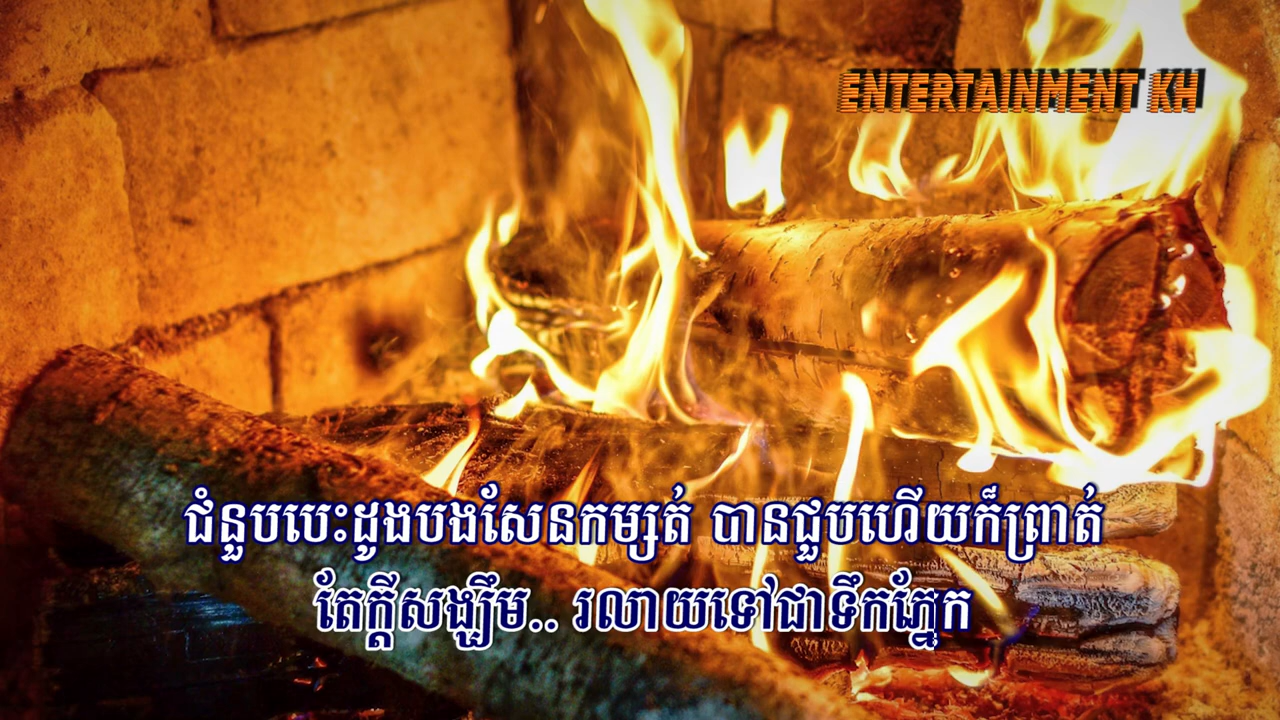 ENTERTAINMENT KH
ជំនួបបេះដូងបងសែនកម្សត់ បានជួបហើយក៏ព្រាត់
តែក្ដីសង្ឃឹម.. រលាយទៅជាទឹកភ្នែក